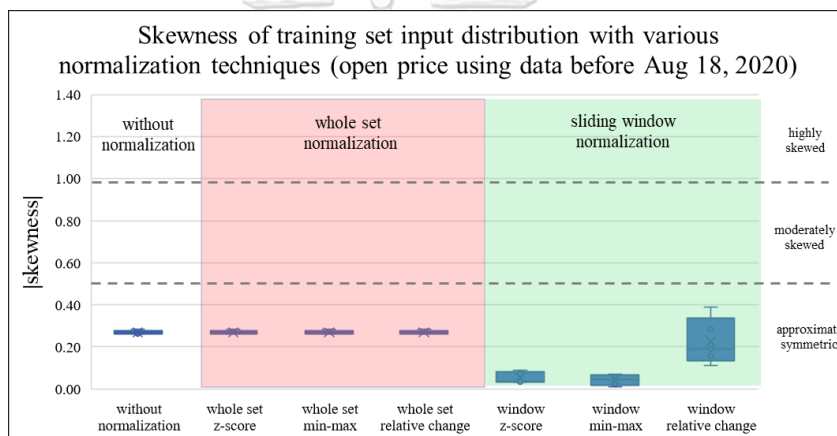 Skewness of training set input distribution with various
normalization techniques (open price using data before Aug 18, 2020)
|skewness|
1.40
1.20
1.00
0.80
0.60
0.40
0.20
0.00
without
normalization
whole set
normalization
sliding window
normalization
highly
skewed
moderately
skewed
approximat
symmetric
without
normalization
whole set
z-score
whole set
min-max
whole set
relative change
window
z-score
window
min-max
window
relative change